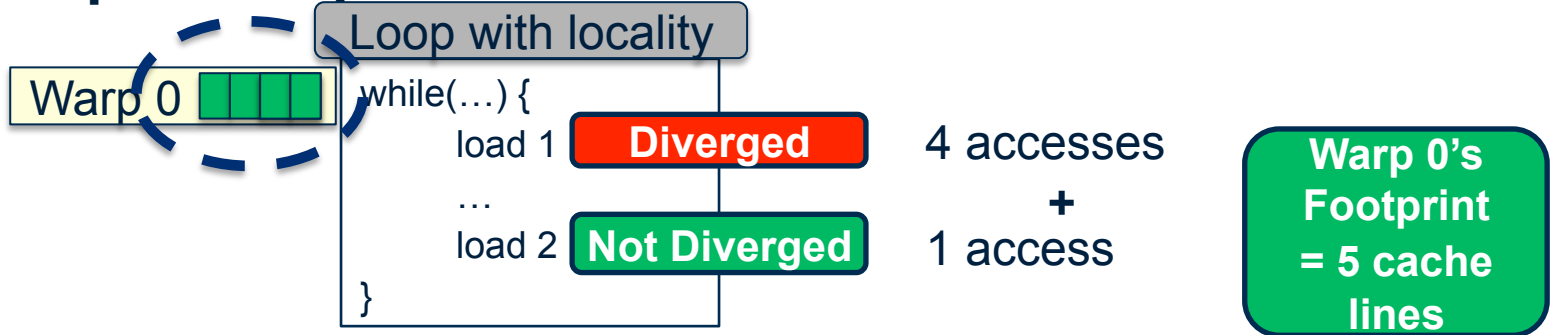 Loop with locality
Warp 0
while(…) {
load 1 Diverged 4 accesses
… +
load 2 Not Diverged 1 access
}
Warp 0’s
Footprint
= 5 cache
lines